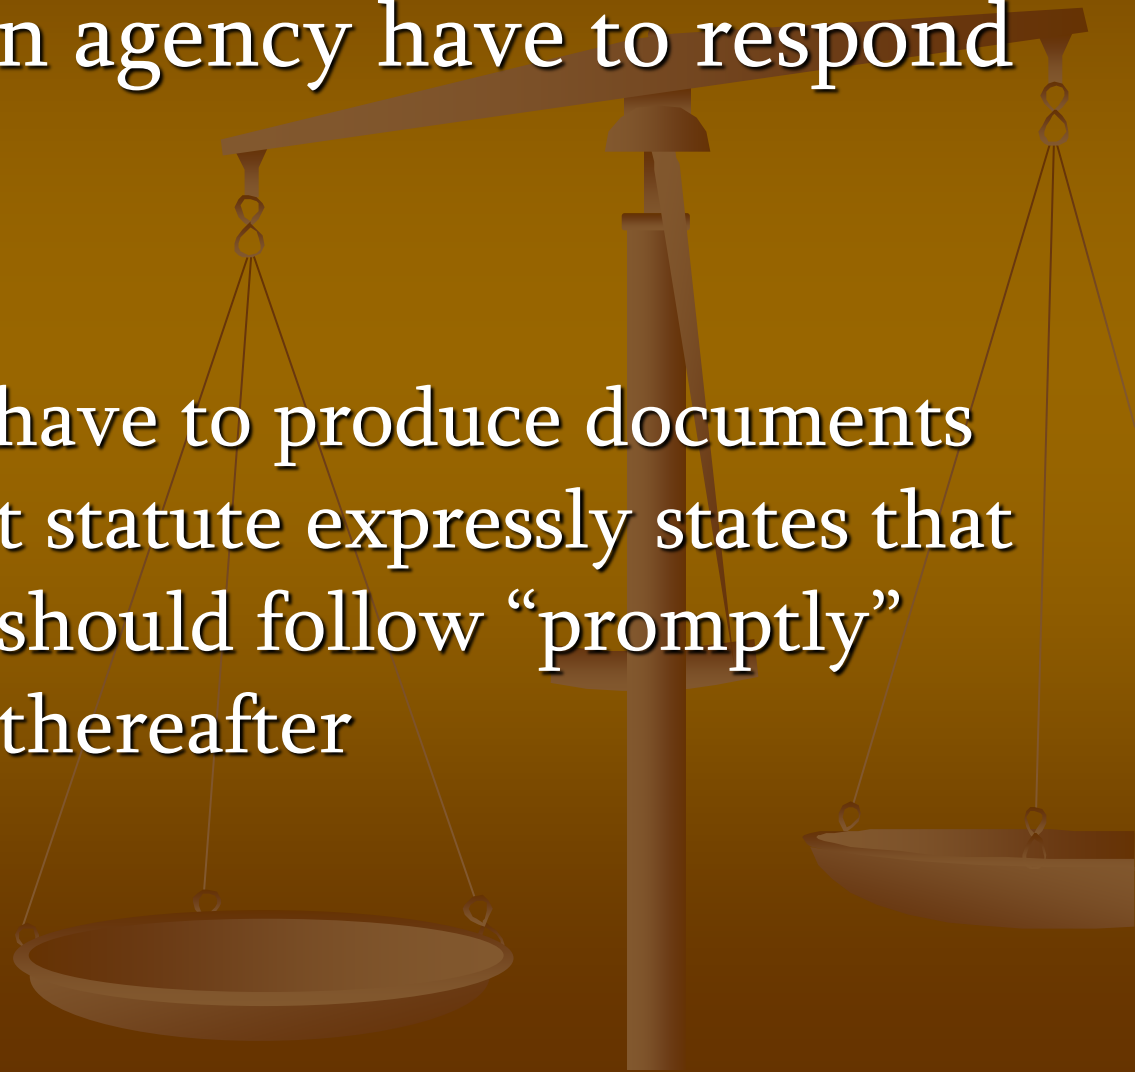 n agency have to respond
have to produce documents
t statute expressly states that
should follow “promptly”
thereafter